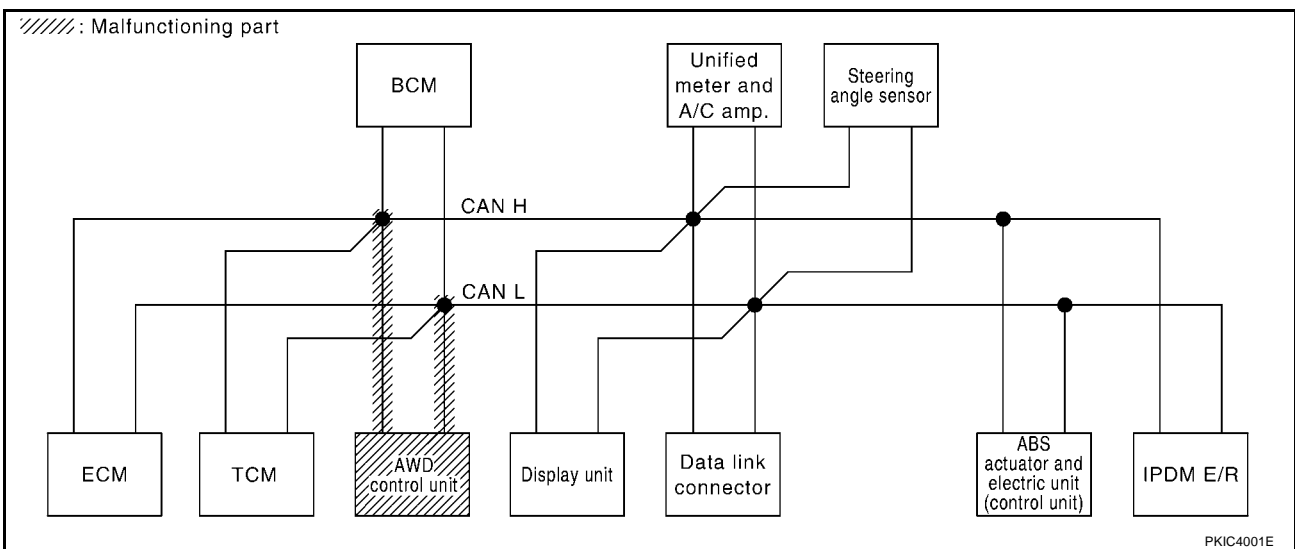 : Malfunctioning part
BCM
Unified
meter and
A/C amp.
Steering
angle sensor
CAN H
CAN L
ECM
TCM
AWD
control unit
Display unit
Data link
connector
ABS
actuator and
electric unit
(control unit)
IPDM E/R
PKIC4001E